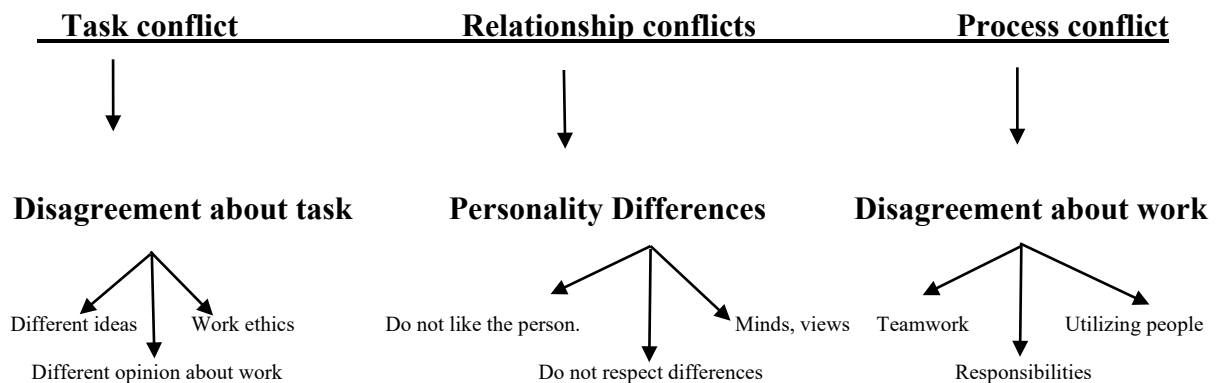 Task conflict Relationship conflicts Process conflict
Disagreement about task Personality Differences Disagreement about work
Different ideas Work ethics Do not like the person. Minds, views Teamwork Utilizing people
Different opinion about work Do not respect differences Responsibilities